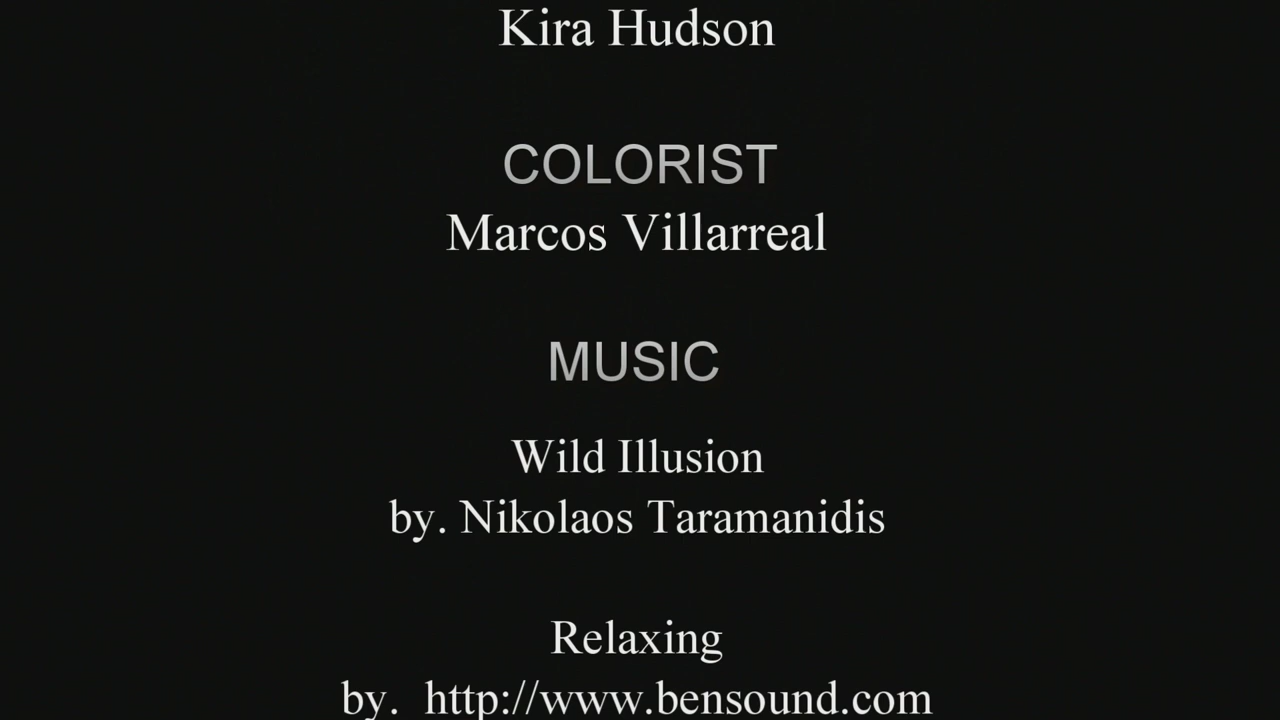 Kira Hudson
COLORIST
Marcos Villarreal
MUSIC
Wild Illusion
by. Nikolaos Taramanidis
Relaxing
by.  http://www.bensound.com